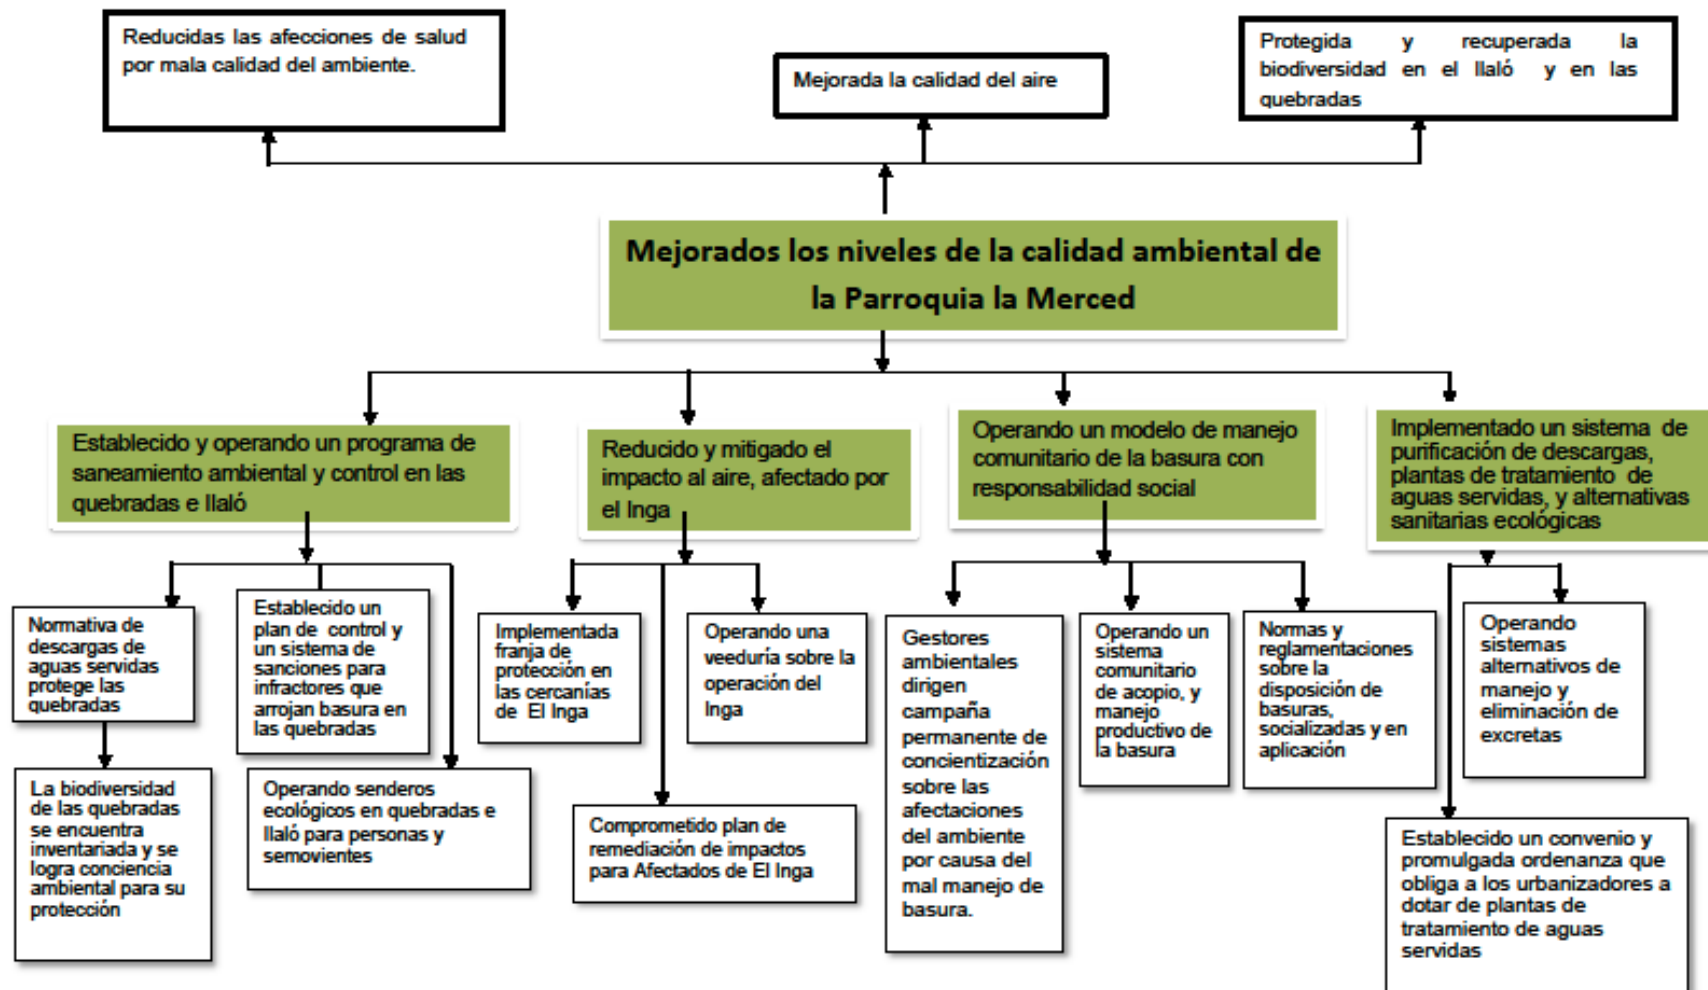 Reducidas las afecciones de salud
por mala calidad del ambiente.
Mejorada la calidad del aire
Protegida y recuperada la
biodiversidad en el Ilaló y en las
quebradas
Mejorados los niveles de la calidad ambiental de
la Parroquia la Merced
Establecido y operando un programa de
saneamiento ambiental y control en las
quebradas e Ilaló
Reducido y mitigado el
impacto al aire, afectado por
el Inga
Operando un modelo de manejo
comunitario de la basura con
responsabilidad social
Implementado un sistema de
purificación de descargas,
plantas de tratamiento de
aguas servidas, y alternativas
sanitarias ecológicas
Normativa de
descargas de
aguas servidas
protege las
quebradas
Establecido un
plan de control y
un sistema de
sanciones para
infractores que
arrojan basura en
las quebradas
Implementada
franja de
protección en
las cercanías
de El Inga
Operando una
veeduría sobre la
operación del
Inga
Gestores
ambientales
dirigen
campaña
permanente de
concientización
sobre las
afectaciones
del ambiente
por causa del
mal manejo de
basura.
Operando un
sistema
comunitario
de acopio, y
manejo
productivo de
la basura
Normas y
reglamentaciones
sobre la
disposición de
basuras,
socializadas y en
aplicación
Operando
sistemas
alternativos de
manejo y
eliminación de
excretas
La biodiversidad
de las quebradas
se encuentra
inventariada y se
logra conciencia
ambiental para su
protección
Operando senderos
ecológicos en quebradas e
Ilaló para personas y
semovientes
Comprometido plan de
remediación de impactos
para Afectados de El Inga
Establecido un convenio y
promulgada ordenanza que
obliga a los urbanizadores a
dotar de plantas de
tratamiento de aguas
servidas